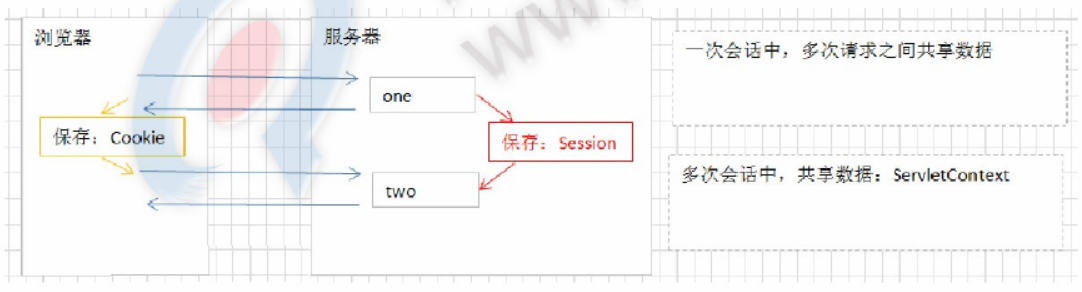 浏览器
服务器
一次会话中，多次请求之间共享数据
one
保存：Cookie
保存：Session
two
多次会话中，共享数据：ServletContext
www